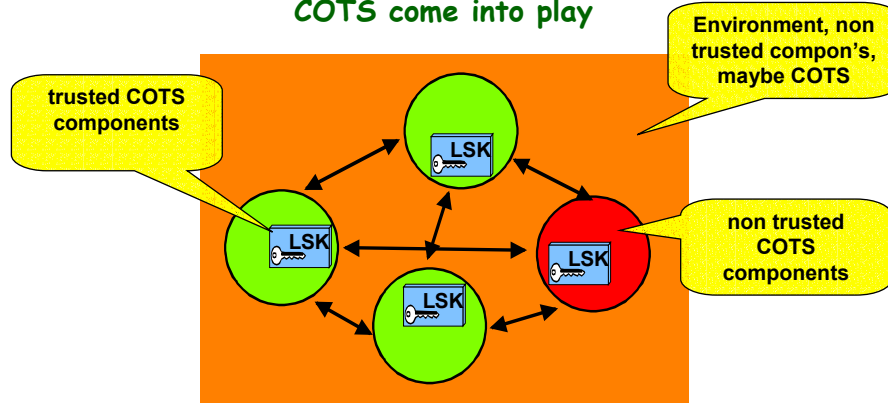 COTS come into play
Environment, non
trusted compon's,
maybe COTS
trusted COTS
components
LSK
LSK
LSK
LSK
non trusted
COTS
components